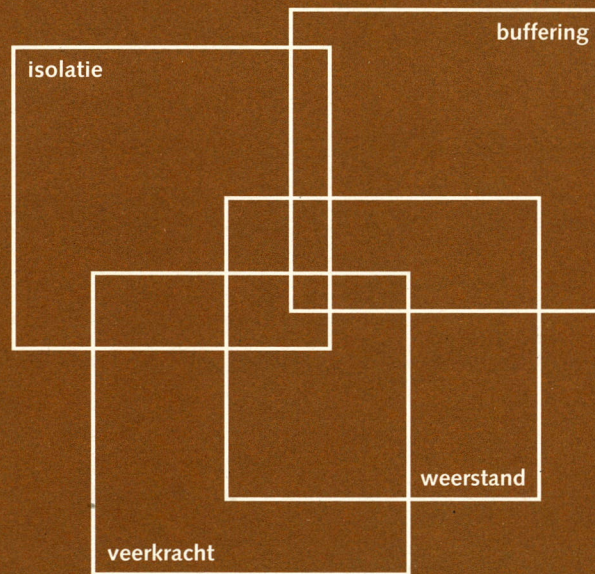 buffering
isolatie
weerstand
veerkracht